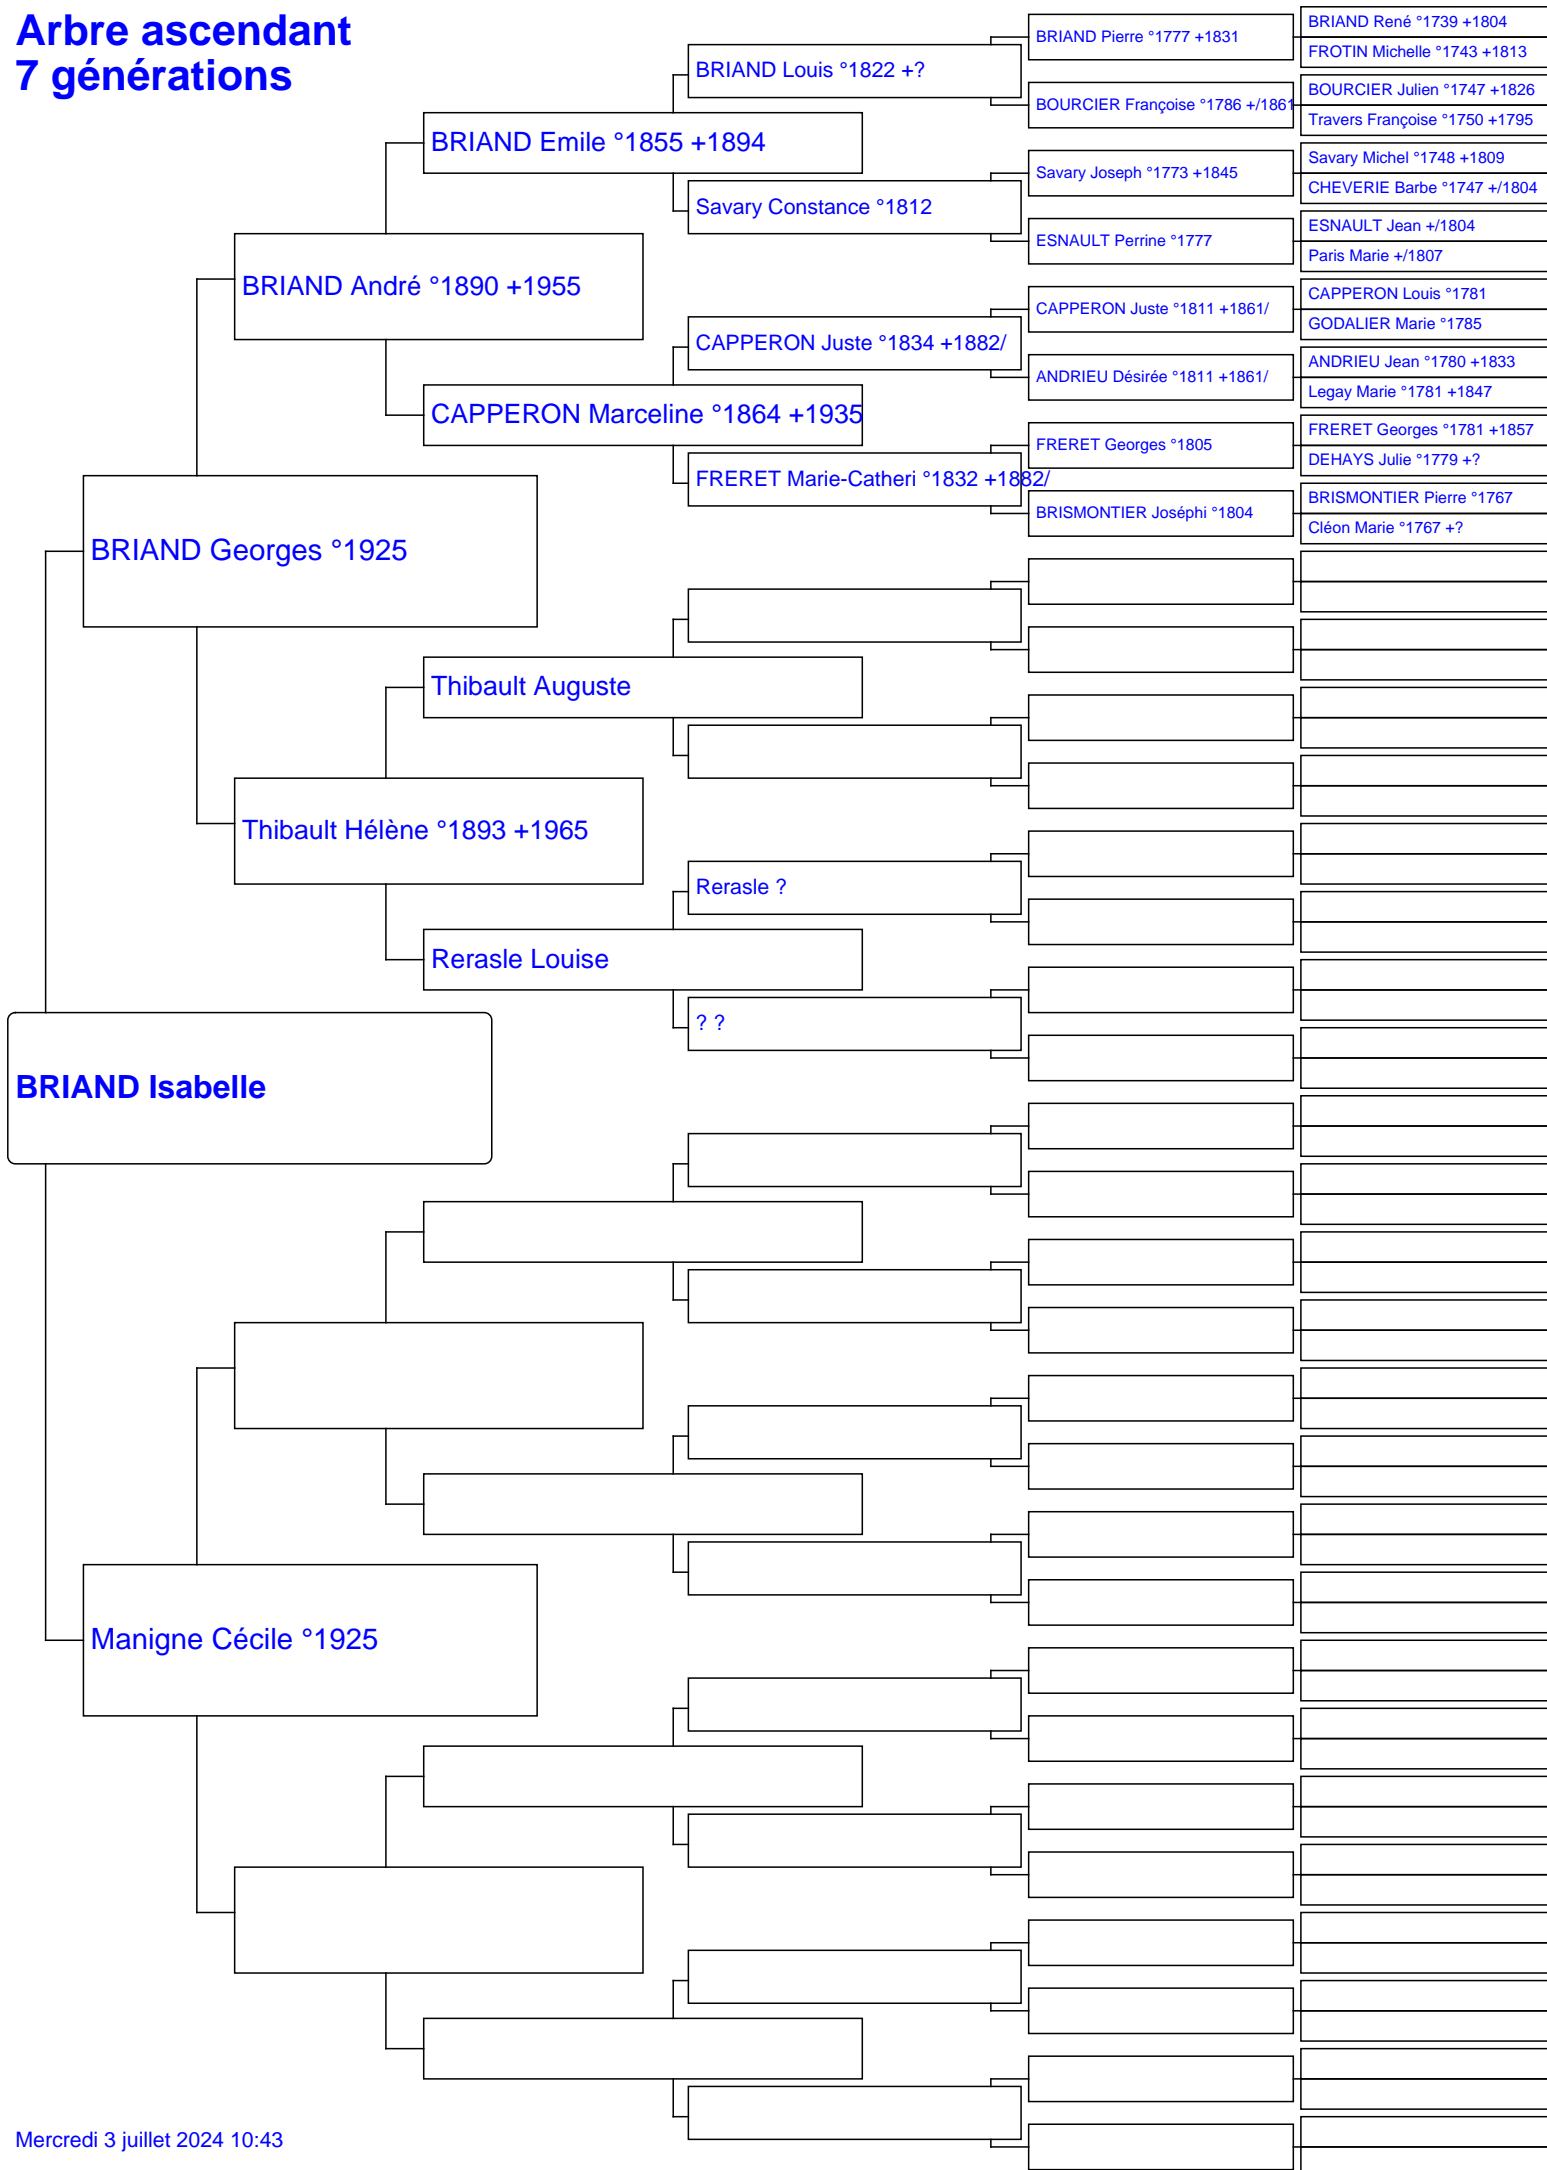 Arbre ascendant
7 générations
BRIAND René °1739 +1804
BRIAND Pierre °1777 +1831
FROTIN Michelle °1743 +1813
BRIAND Louis °1822 +?
BOURCIER Julien °1747 +1826
BOURCIER Françoise °1786 +/1861
Travers Françoise °1750 +1795
BRIAND Emile °1855 +1894
Savary Michel °1748 +1809
Savary Joseph °1773 +1845
CHEVERIE Barbe °1747 +/1804
Savary Constance °1812
ESNAULT Jean +/1804
ESNAULT Perrine °1777
Paris Marie +/1807
BRIAND André °1890 +1955
CAPPERON Louis °1781
CAPPERON Juste °1811 +1861/
GODALIER Marie °1785
CAPPERON Juste °1834 +1882/
ANDRIEU Jean °1780 +1833
ANDRIEU Désirée °1811 +1861/
Legay Marie °1781 +1847
CAPPERON Marceline °1864 +1935
FRERET Georges °1781 +1857
FRERET Georges °1805
DEHAYS Julie °1779 +?
FRERET Marie-Catheri °1832 +1882/
BRISMONTIER Pierre °1767
BRISMONTIER Joséphi °1804
Cléon Marie °1767 +?
BRIAND Georges °1925
Thibault Auguste
Thibault Hélène °1893 +1965
Rerasle ?
Rerasle Louise
? ?
BRIAND Isabelle
Manigne Cécile °1925
Mercredi 3 juillet 2024 10:43